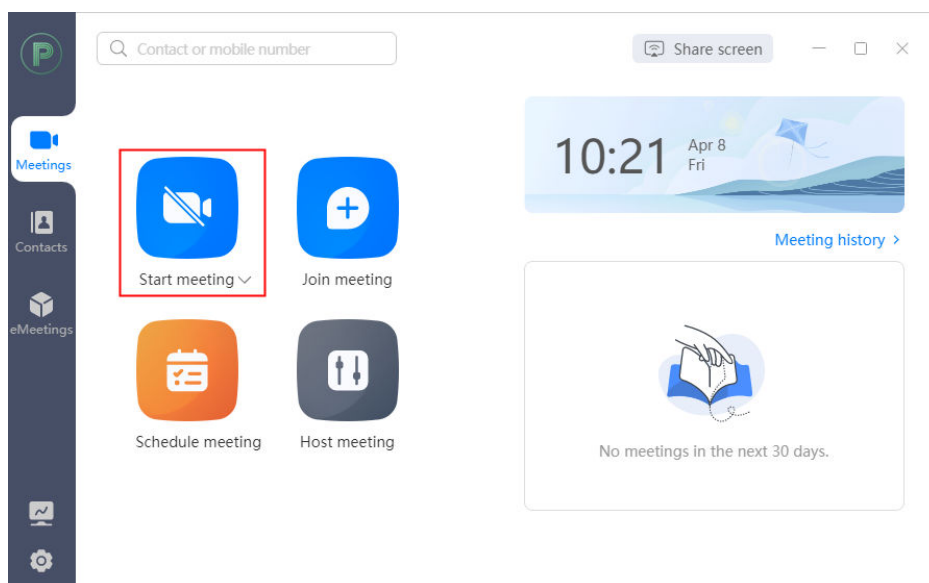 P
Contact or mobile number
Share screen
Meetings
Contacts
eMeetings
Start meeting
Join meeting
Schedule meeting
Host meeting
10:21
Apr 8
Fri
Meeting history
No meetings in the next 30 days.